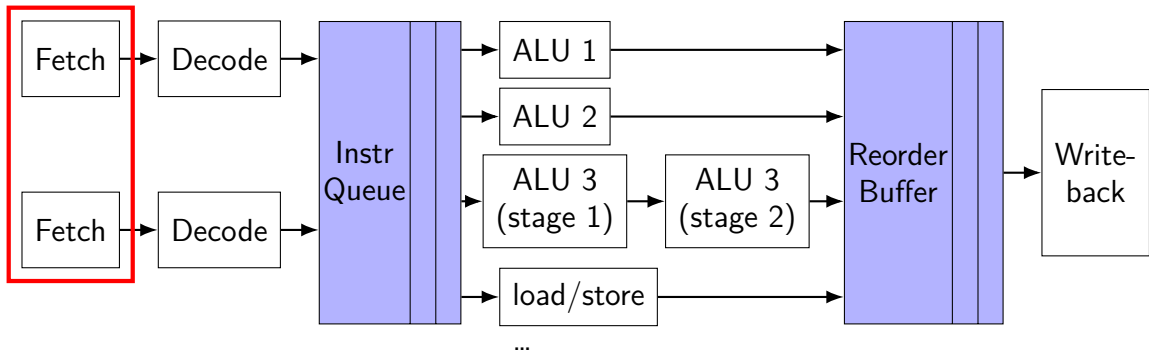 Fetch
Decode
Fetch
Decode
Instr
Queue
ALU 1
ALU 2
ALU 3
(stage 1)
ALU 3
(stage 2)
load/store
...
Reorder
Buffer
Write-
back